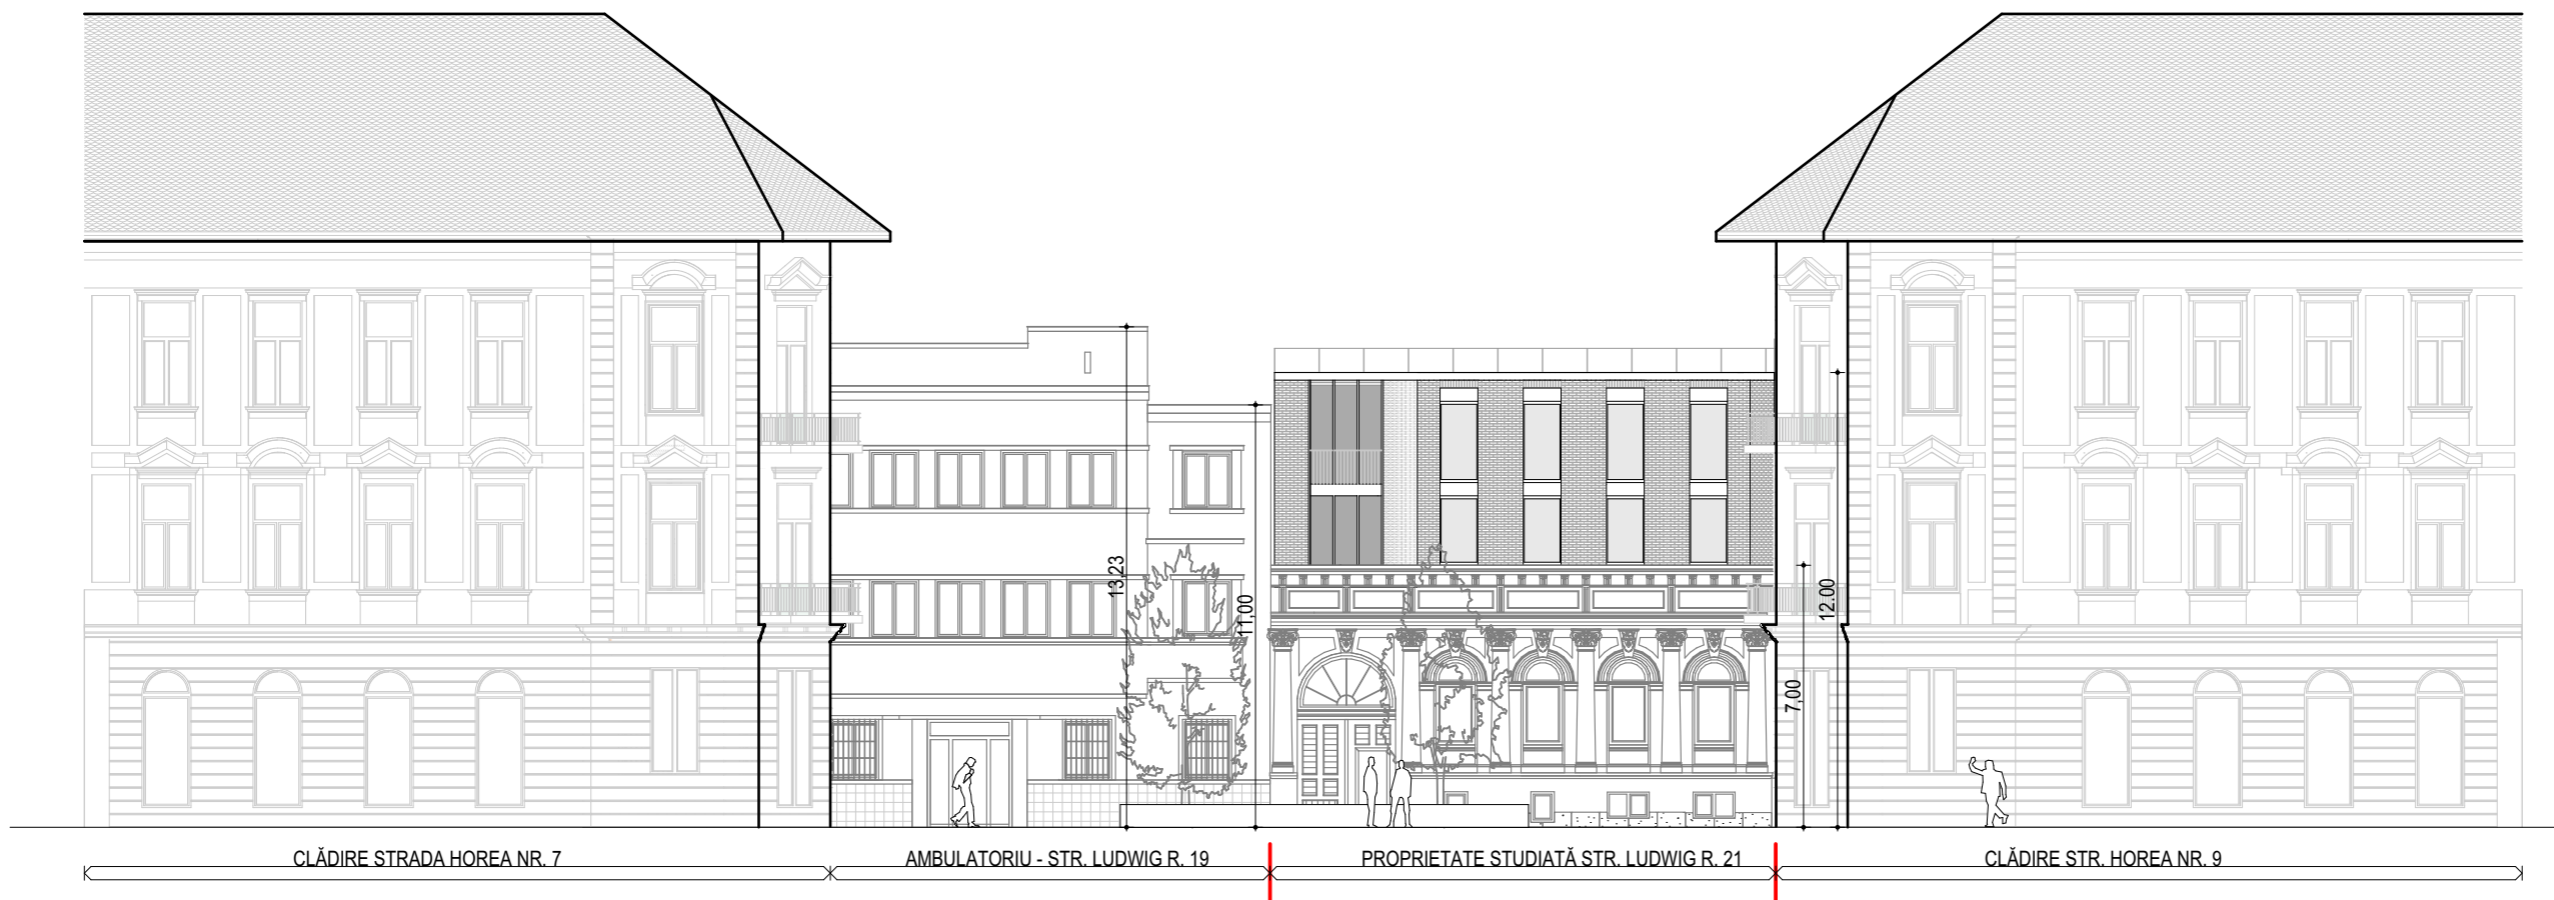 13,23
11,00
12.00
7,00
CLĂDIRE STRADA HOREA NR. 7
AMBULATORIU - STR. LUDWIG R. 19
PROPRIETATE STUDIATĂ STR. LUDWIG R. 21
CLĂDIRE STR. HOREA NR. 9